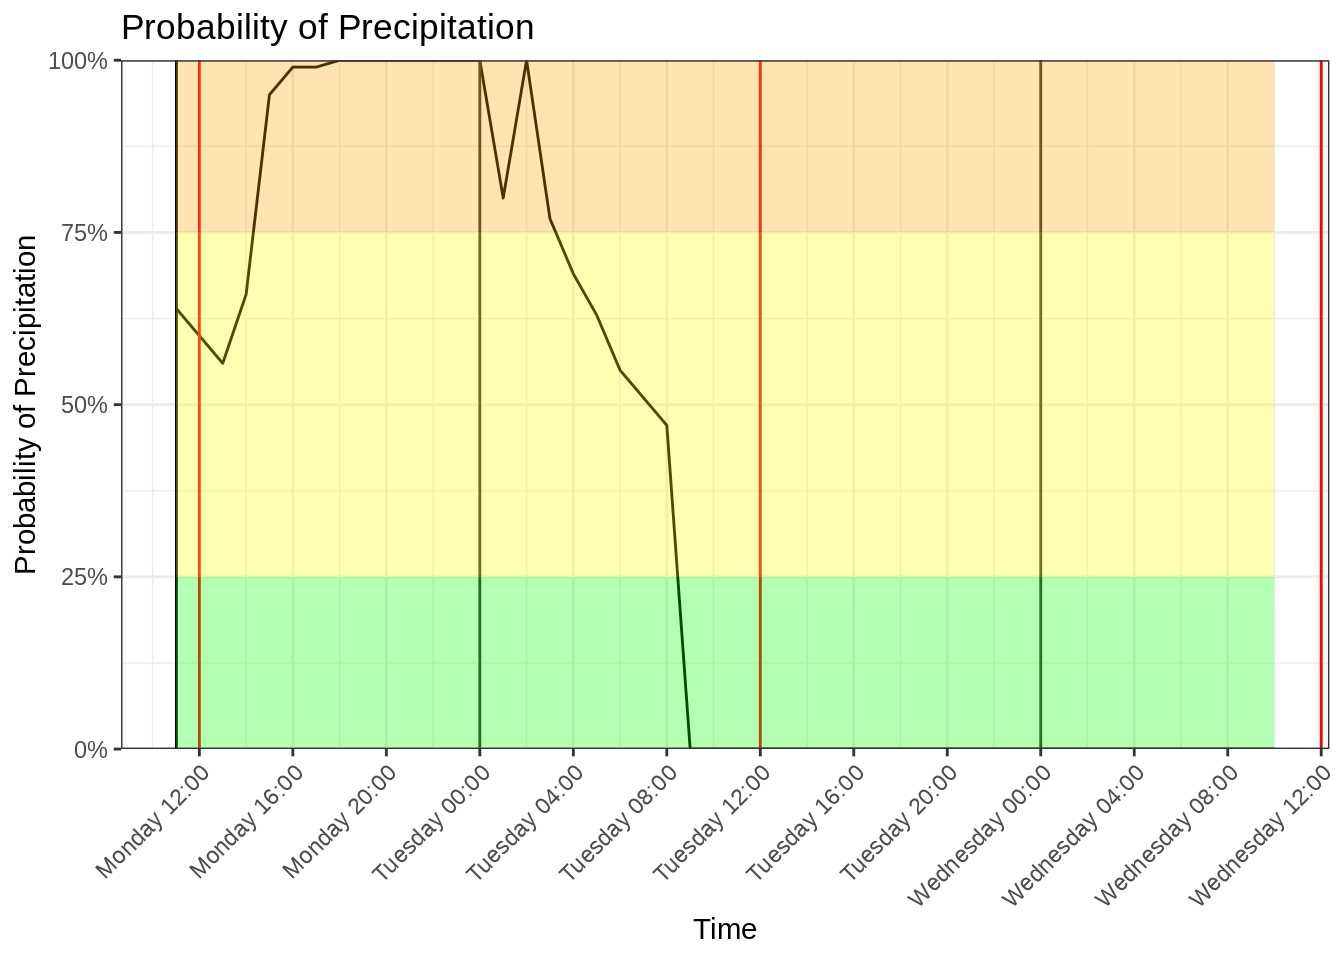 Probability of Precipitation
Probability of Precipitation
100%
75%
50%
25%
0%
Monday 12:00
Monday 16:00
Monday 20:00
Tuesday 00:00
Tuesday 04:00
Tuesday 08:00
Tuesday 12:00
Tuesday 16:00
Tuesday 20:00
Wednesday 00:00
Wednesday 04:00
Wednesday 08:00
Wednesday 12:00
Time